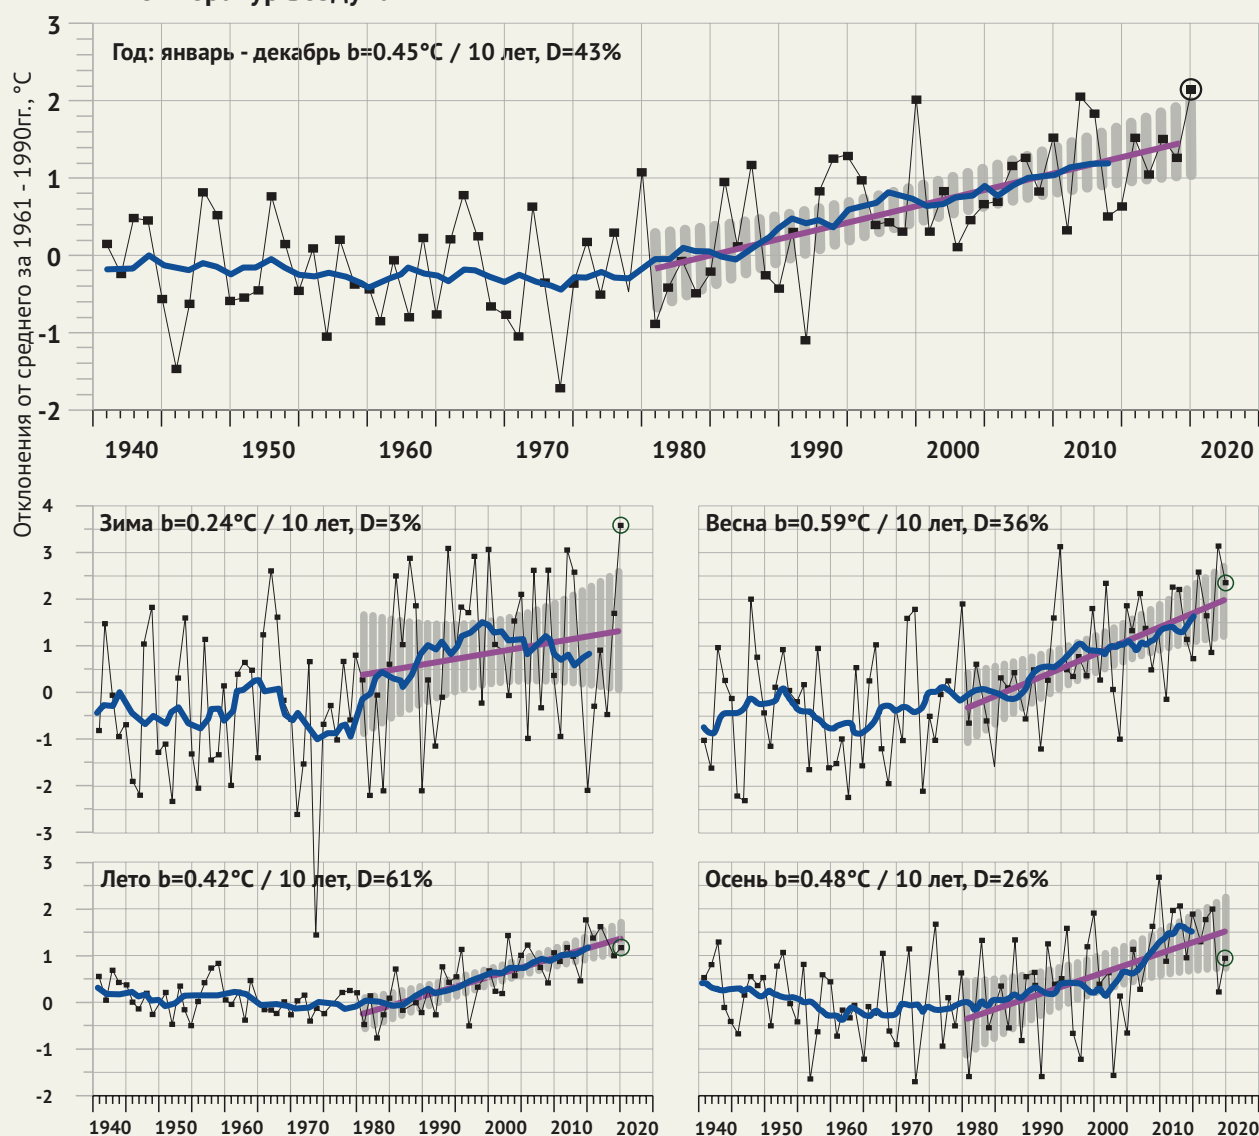 Отклонения от среднего за 1961 - 1990гг., °С
Год: январь - декабрь b=0.45°С / 10 лет, D=43%
3
2
1
0
-1
-2
1940 1950 1960 1970 1980 1990 2000 2010 2020
Зима b=0.24°С / 10 лет, D=3%
4
3
2
1
0
-1
-2
-3
Весна b=0.59°С / 10 лет, D=36%
Лето b=0.42°С / 10 лет, D=61%
3
2
1
0
-1
-2
1940 1950 1960 1970 1980 1990 2000 2010 2020
Осень b=0.48°С / 10 лет, D=26%
1940 1950 1960 1970 1980 1990 2000 2010 2020